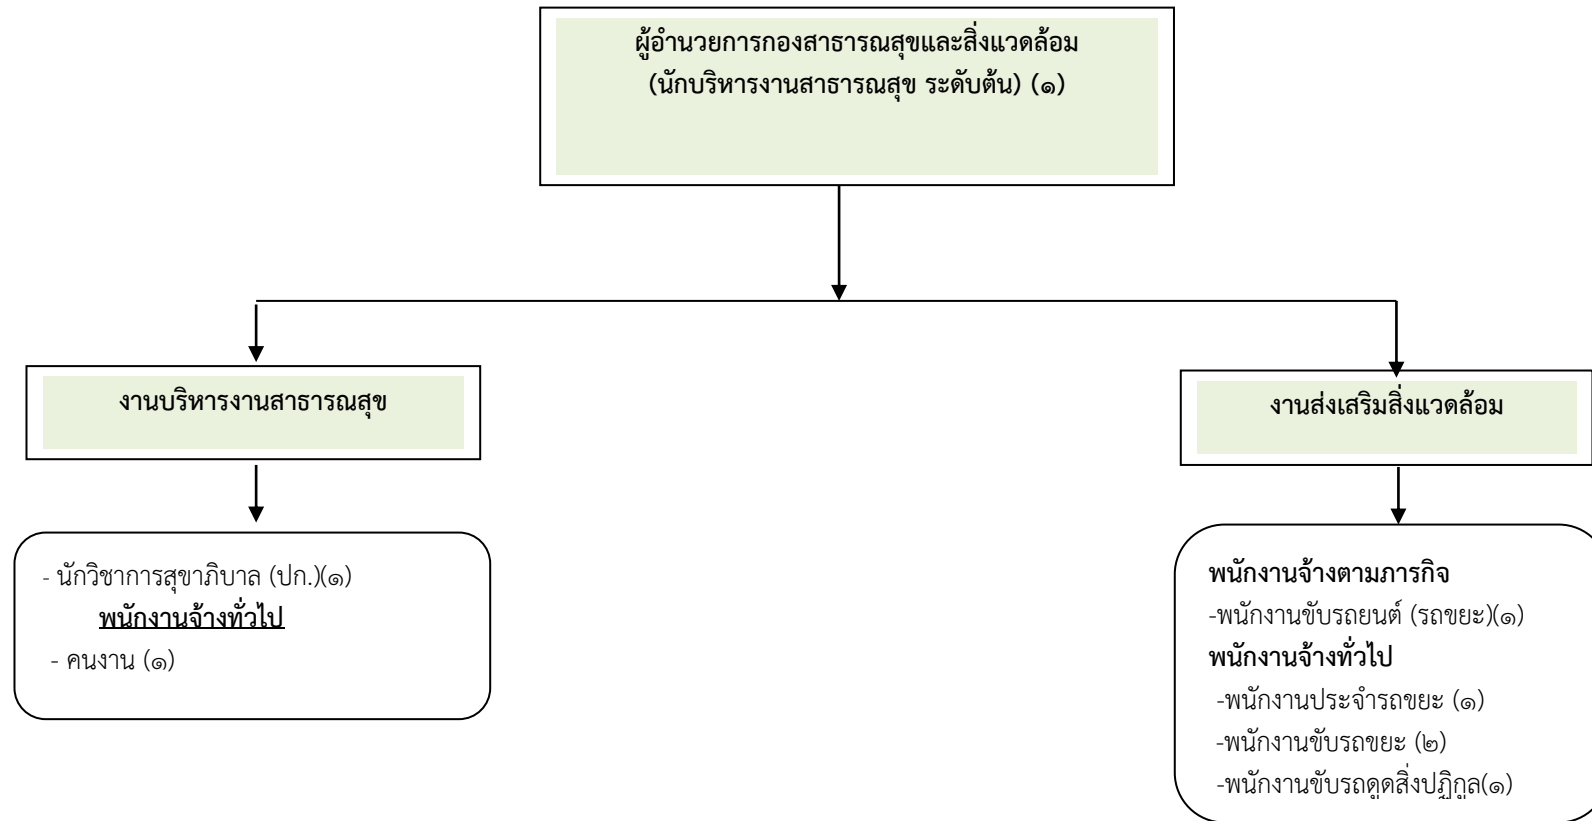 ผู้อำนวยการกองสาธารณสุขและสิ่งแวดล้อม
(นักบริหารงานสาธารณสุข ระดับต้น) (๑)
งานบริหารงานสาธารณสุข
งานส่งเสริมสิ่งแวดล้อม
- นักวิชาการสุขาภิบาล (ปก.)(๑)
พนักงานจ้างทั่วไป
- คนงาน (๑)
พนักงานจ้างตามภารกิจ
-พนักงานขับรถยนต์ (รถขยะ)(๑)
พนักงานจ้างทั่วไป
-พนักงานประจำรถขยะ (๑)
-พนักงานขับรถขยะ (๒)
-พนักงานขับรถดูดสิ่งปฏิกูล(๑)